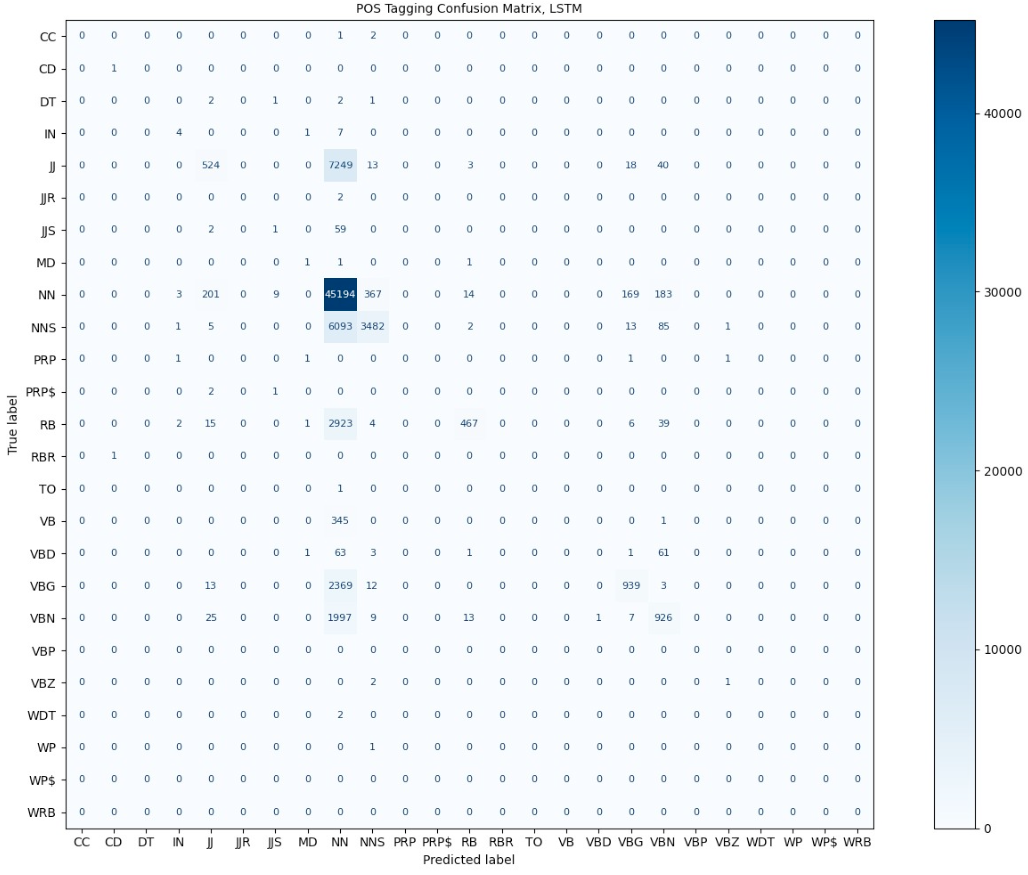 POS Tagging Confusion Matrix, LSTM
CC 0 0 0 0 0 0 0 0 1 2 0 0 0 0 0 0 0 0 0 0 0 0 0 0 0
CD 0 1 0 0 0 0 0 0 0 0 0 0 0 0 0 0 0 0 0 0 0 0 0 0 0
DT 0 0 0 0 2 0 1 0 2 1 0 0 0 0 0 0 0 0 0 0 0 0 0 0 0
IN 0 0 0 4 0 0 0 1 7 0 0 0 0 0 0 0 0 0 0 0 0 0 0 0 0
JJ 0 0 0 0 524 0 0 0 7249 13 0 0 3 0 0 0 0 18 40 0 0 0 0 0 0
JJR 0 0 0 0 0 0 0 0 2 0 0 0 0 0 0 0 0 0 0 0 0 0 0 0 0
JJS 0 0 0 0 2 0 1 0 59 0 0 0 0 0 0 0 0 0 0 0 0 0 0 0 0
MD 0 0 0 0 0 0 0 1 1 0 0 0 1 0 0 0 0 0 0 0 0 0 0 0 0
NN 0 0 0 3 201 0 9 0 45194 367 0 0 14 0 0 0 0 169 183 0 0 0 0 0 0
NNS 0 0 0 1 5 0 0 0 6093 3482 0 0 2 0 0 0 0 13 85 0 1 0 0 0 0
PRP 0 0 0 1 0 0 0 1 0 0 0 0 0 0 0 0 0 1 0 0 1 0 0 0 0
PRP$ 0 0 0 0 2 0 1 0 0 0 0 0 0 0 0 0 0 0 0 0 0 0 0 0 0
RB 0 0 0 2 15 0 0 1 2923 4 0 0 467 0 0 0 0 6 39 0 0 0 0 0 0
RBR 0 1 0 0 0 0 0 0 0 0 0 0 0 0 0 0 0 0 0 0 0 0 0 0 0
TO 0 0 0 0 0 0 0 0 1 0 0 0 0 0 0 0 0 0 0 0 0 0 0 0 0
VB 0 0 0 0 0 0 0 0 345 0 0 0 0 0 0 0 0 0 1 0 0 0 0 0 0
VBD 0 0 0 0 0 0 0 1 63 3 0 0 1 0 0 0 0 1 61 0 0 0 0 0 0
VBG 0 0 0 0 13 0 0 0 2369 12 0 0 0 0 0 0 0 939 3 0 0 0 0 0 0
VBN 0 0 0 0 25 0 0 0 1997 9 0 0 13 0 0 0 1 7 926 0 0 0 0 0 0
VBP 0 0 0 0 0 0 0 0 0 0 0 0 0 0 0 0 0 0 0 0 0 0 0 0 0
VBZ 0 0 0 0 0 0 0 0 0 2 0 0 0 0 0 0 0 0 0 0 1 0 0 0 0
WDT 0 0 0 0 0 0 0 0 2 0 0 0 0 0 0 0 0 0 0 0 0 0 0 0 0
WP 0 0 0 0 0 0 0 0 0 1 0 0 0 0 0 0 0 0 0 0 0 0 0 0 0
WP$ 0 0 0 0 0 0 0 0 0 0 0 0 0 0 0 0 0 0 0 0 0 0 0 0 0
WRB 0 0 0 0 0 0 0 0 0 0 0 0 0 0 0 0 0 0 0 0 0 0 0 0 0
CC CD DT IN JJ JJR JJS MD NN NNS PRP PRP$ RB RBR TO VB VBD VBG VBN VBP VBZ WDT WP WP$ WRB
Predicted label
True label
40000
30000
20000
10000
0